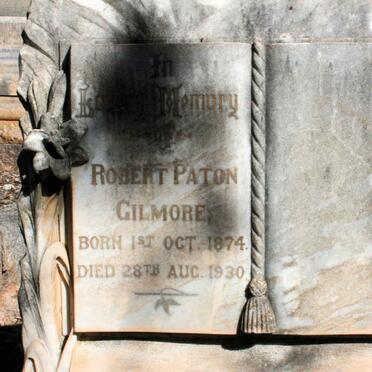 In
Loving Memory
of
ROBERT PATON
GILMORE,
BORN 1ST OCT. 1874.
DIED 28TH AUG. 1930.